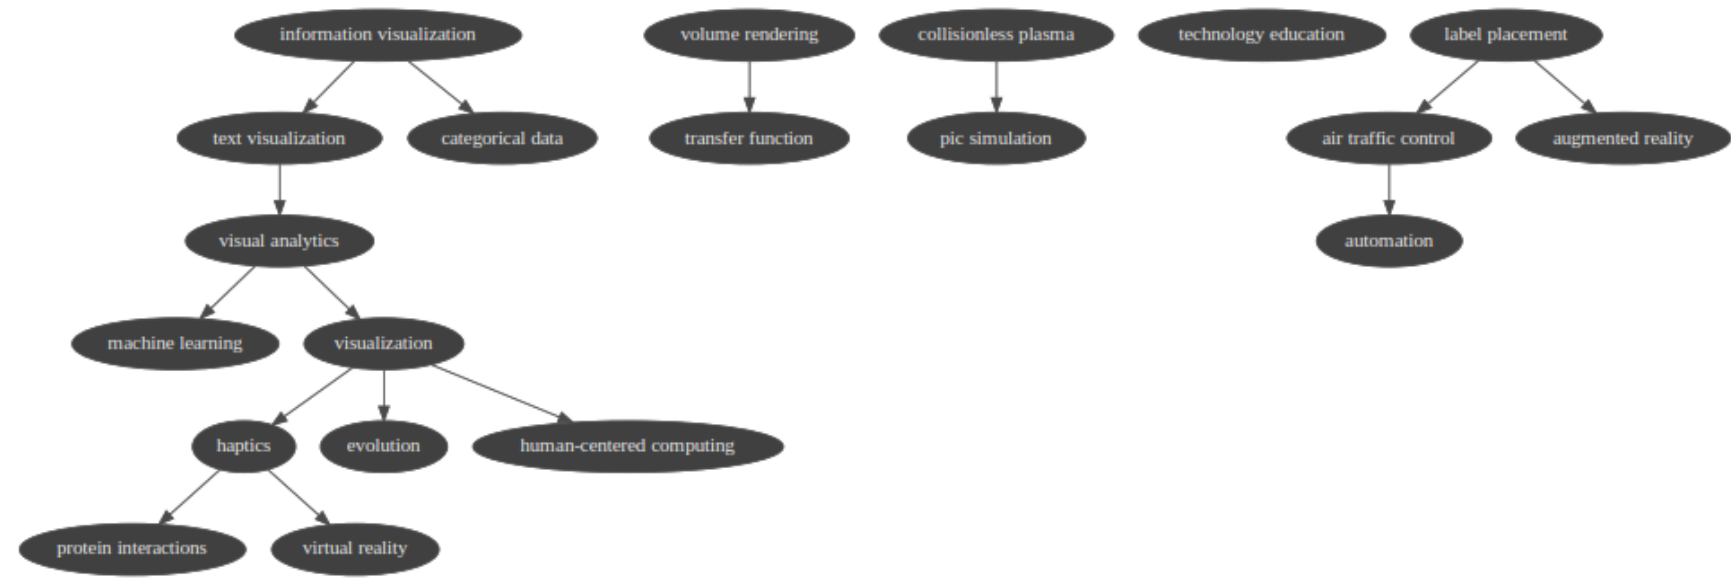 information visualization
volume rendering
collisionless plasma
technology education
label placement
text visualization
categorical data
transfer function
pic simulation
air traffic control
augmented reality
visual analytics
automation
machine learning
visualization
haptics
evolution
human-centered computing
protein interactions
virtual reality